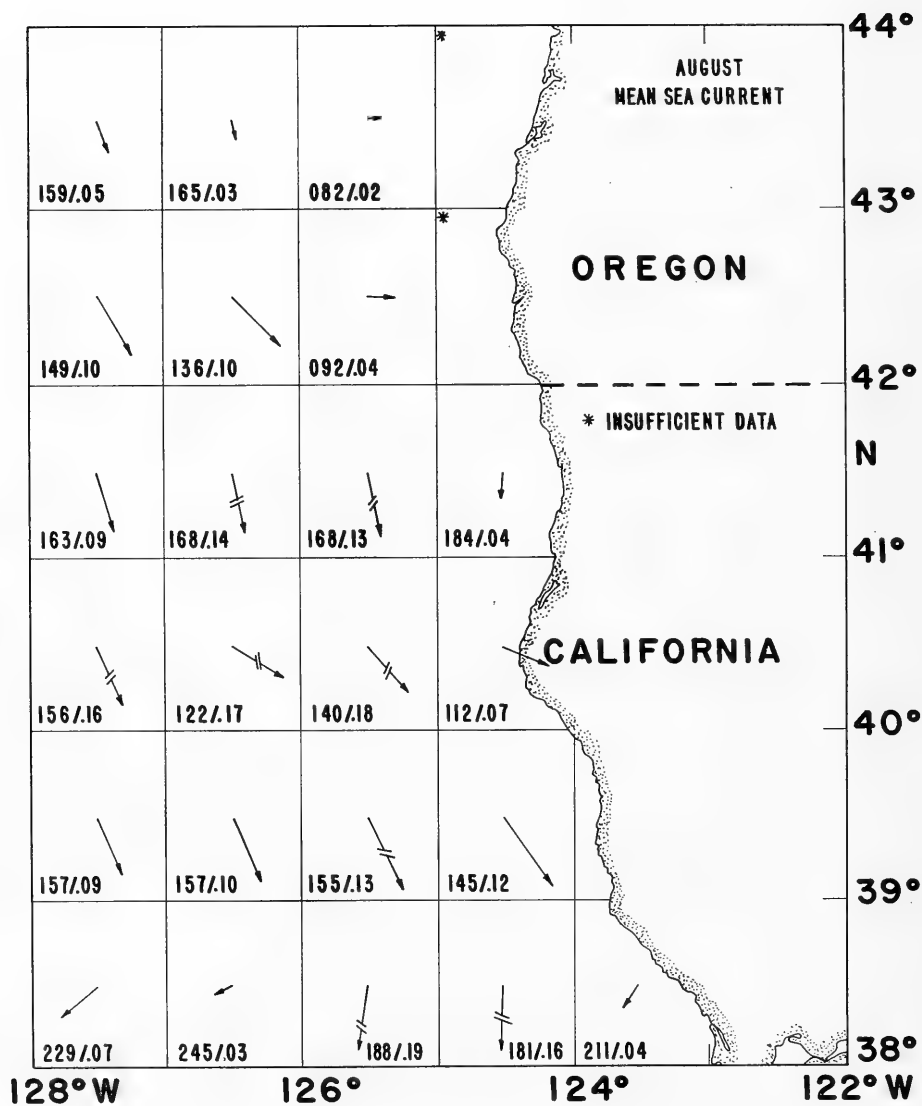 44°
*
AUGUST
MEAN SEA CURRENT
159/.05 165/.03 082/.02
43°
*
OREGON
149/.10 136/.10 092/.04
42°
* INSUFFICIENT DATA
N
163/.09 168/.14 168/.13 184/.04
41°
CALIFORNIA
156/.16 122/.17 140/.18 112/.07
40°
157/.09 157/.10 155/.13 145/.12
39°
229/.07 245/.03 188/.19 181/.16 211/.04
38°
128° W 126° 124° 122° W